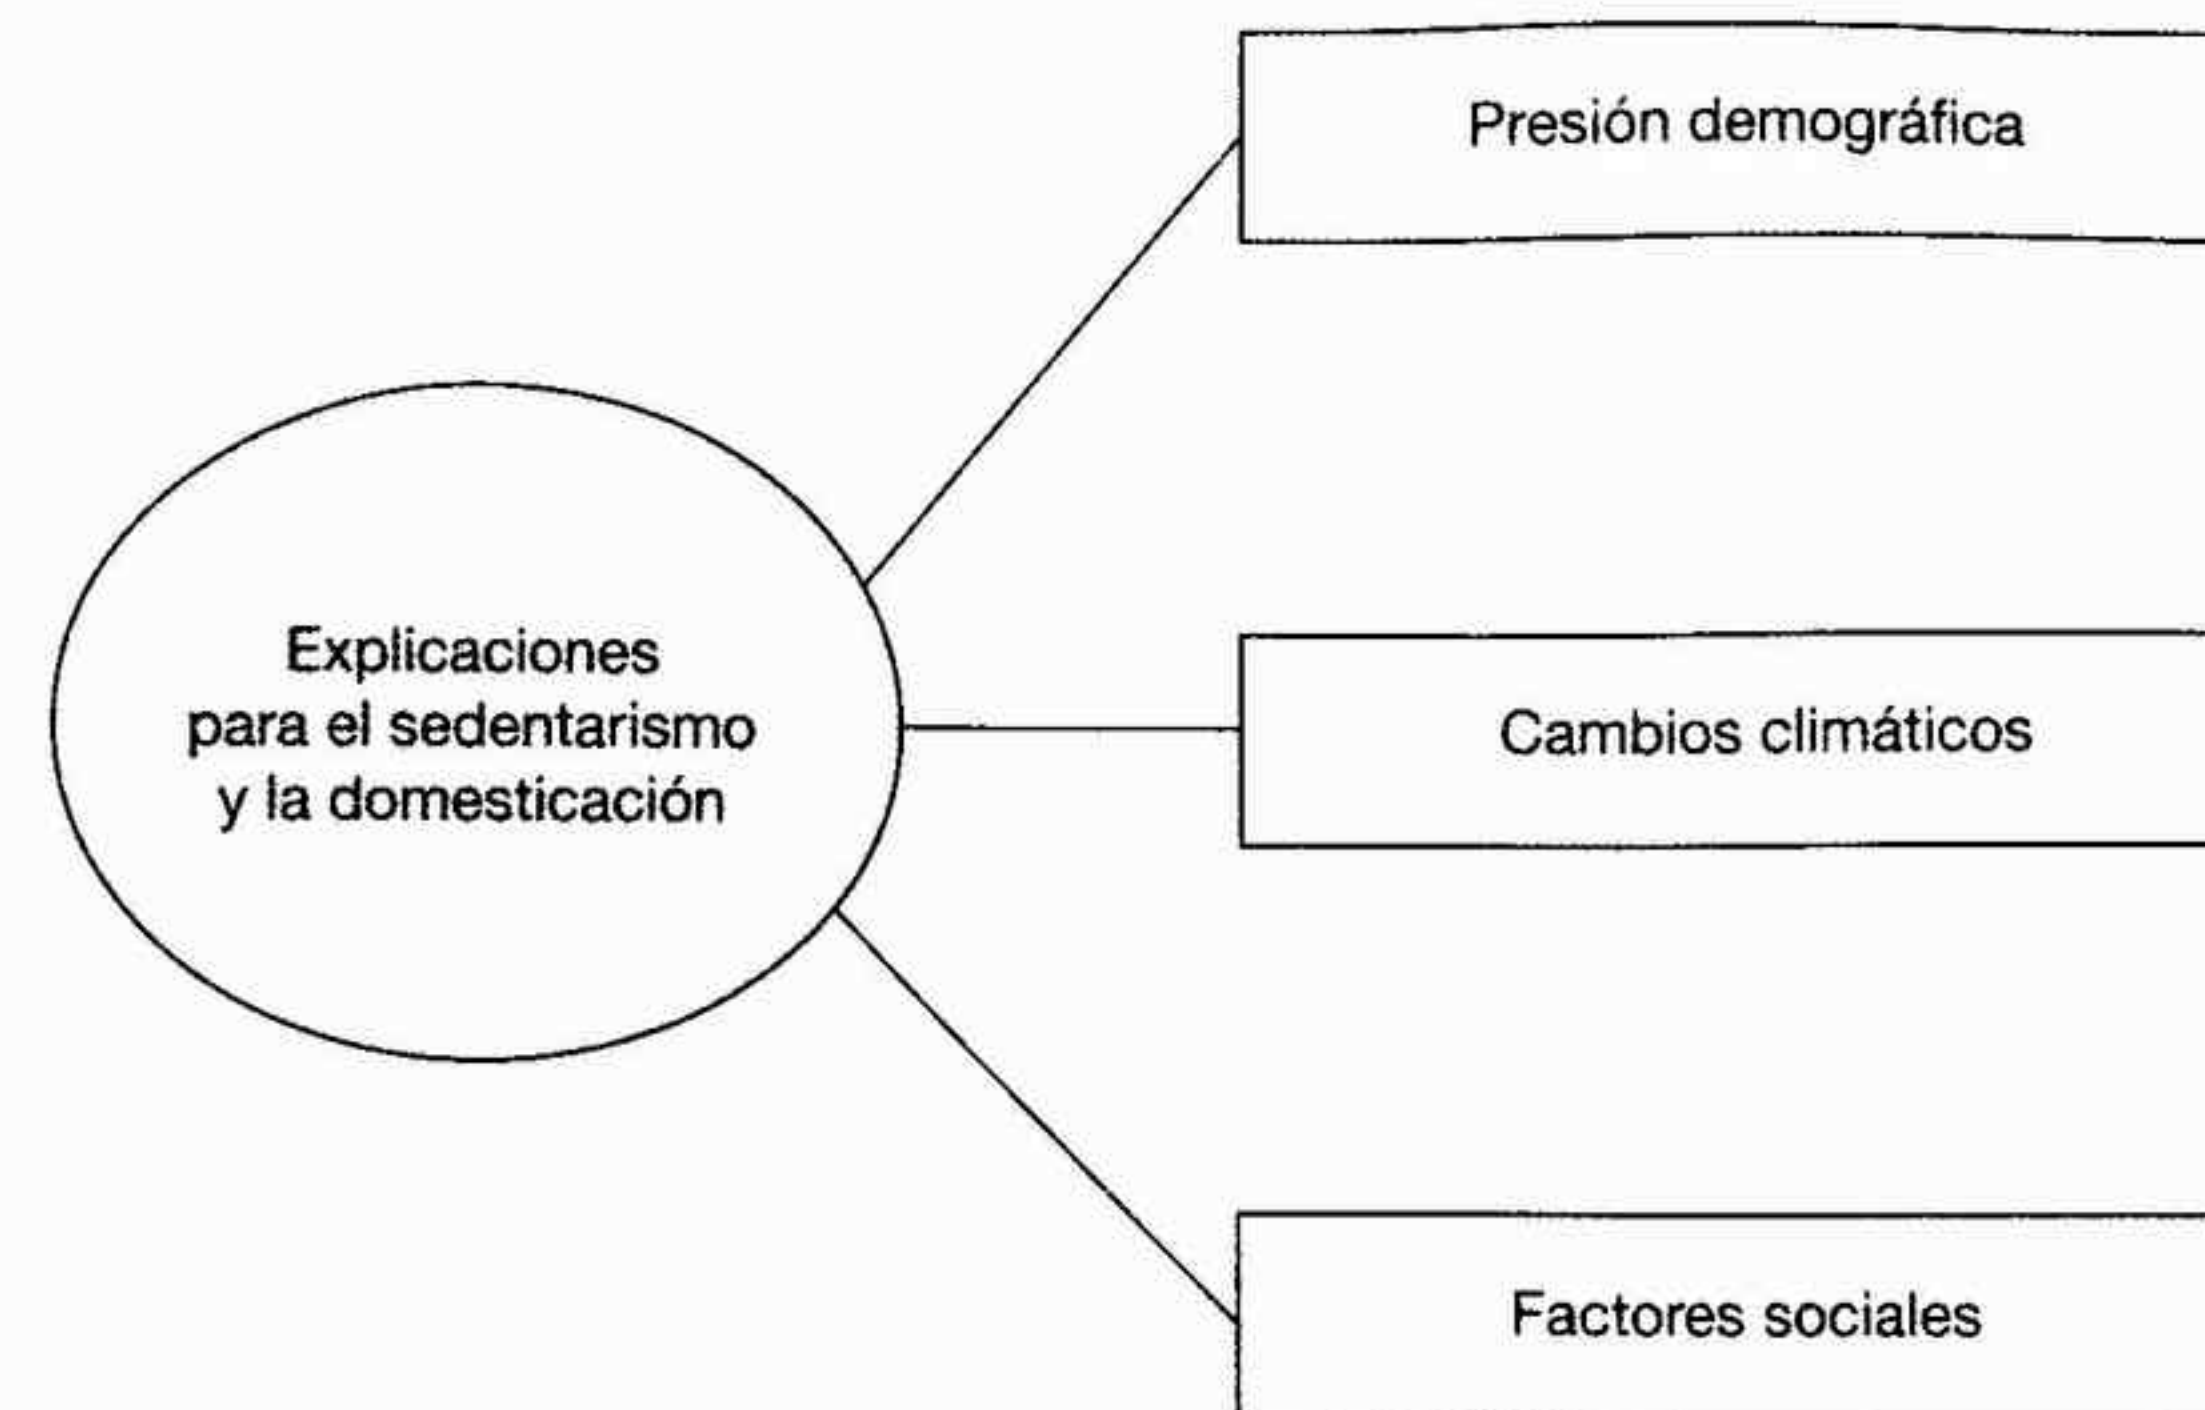 Presión demográfica
Explicaciones
para el sedentarismo
y la domesticación
Cambios climáticos
Factores sociales